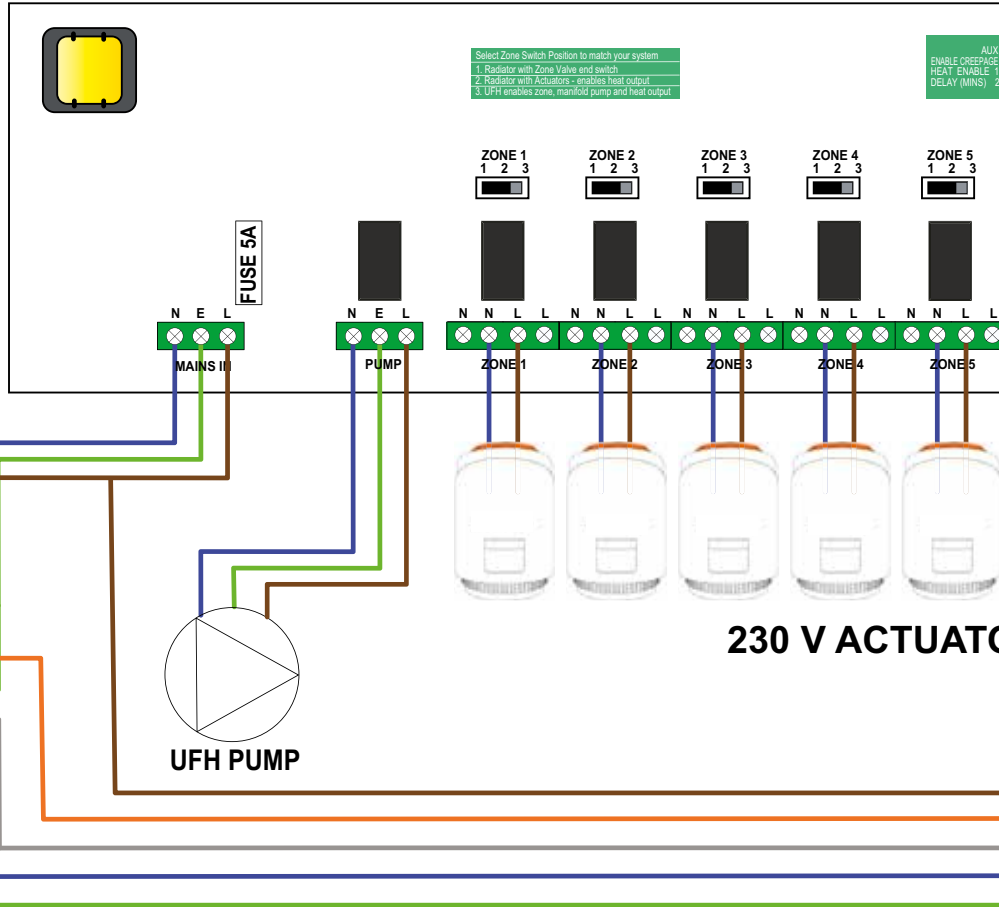 Select Zone Switch Position to match your system
1. Radiator with Zone Valve end switch
2. Radiator with Actuators - enables heat output
3. UFH enables zone, manifold pump and heat output
AUX
ENABLE CREEPAGE
HEAT ENABLE 1
DELAY (MINS) 2
ZONE 1 ZONE 2 ZONE 3 ZONE 4 ZONE 5
1 2 3 1 2 3 1 2 3 1 2 3 1 2 3
FUSE 5A
N E L N E L N N L L N N L L N N L L N N L L N N L L
MAINS IN PUMP ZONE 1 ZONE 2 ZONE 3 ZONE 4 ZONE 5
230 V ACTUATO
UFH PUMP